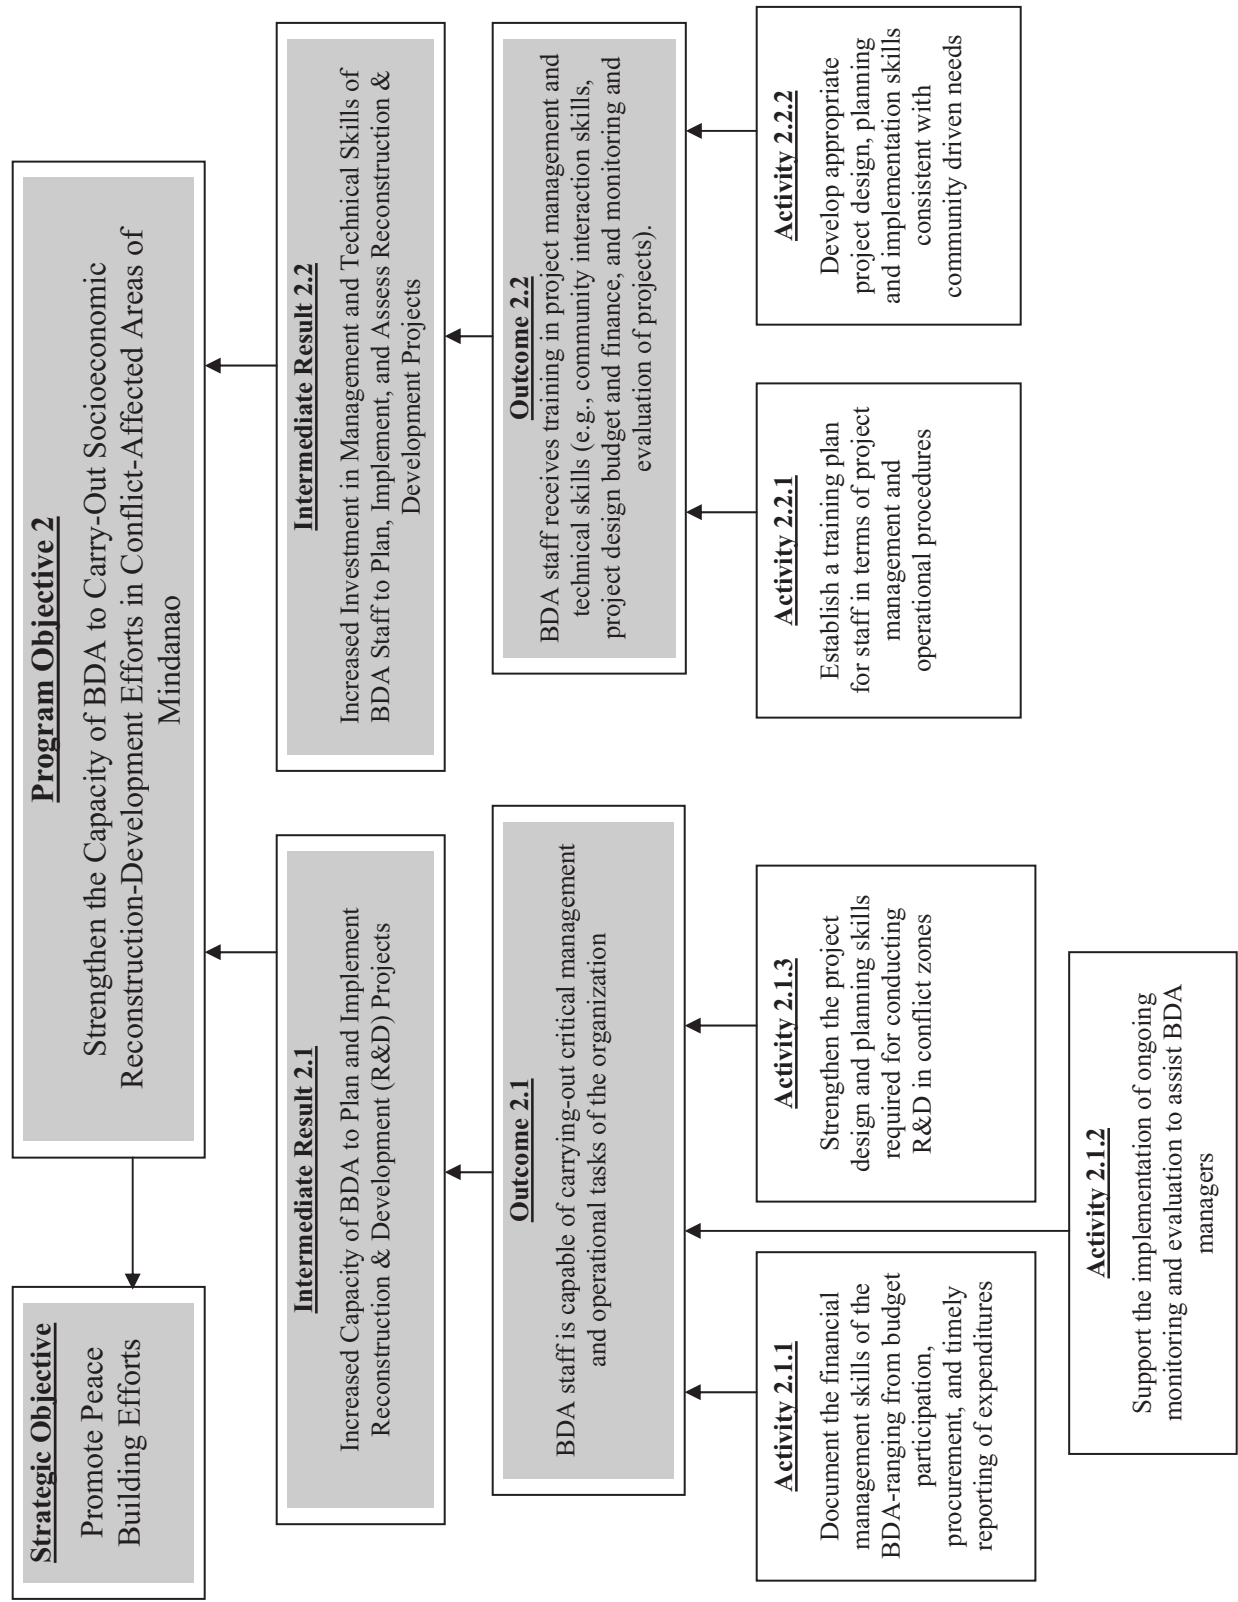 Strategic Objective
Promote Peace
Building Efforts
Program Objective 2
Strengthen the Capacity of BDA to Carry-Out Socioeconomic
Reconstruction-Development Efforts in Conflict-Affected Areas of
Mindanao
Intermediate Result 2.1
Increased Capacity of BDA to Plan and Implement
Reconstruction & Development (R&D) Projects
Intermediate Result 2.2
Increased Investment in Management and Technical Skills of
BDA Staff to Plan, Implement, and Assess Reconstruction &
Development Projects
Outcome 2.1
BDA staff is capable of carrying-out critical management
and operational tasks of the organization
Outcome 2.2
BDA staff receives training in project management and
technical skills (e.g., community interaction skills,
project design budget and finance, and monitoring and
evaluation of projects).
Activity 2.1.1
Document the financial
management skills of the
BDA-ranging from budget
participation,
procurement, and timely
reporting of expenditures
Activity 2.1.3
Strengthen the project
design and planning skills
required for conducting
R&D in conflict zones
Activity 2.2.1
Establish a training plan
for staff in terms of project
management and
operational procedures
Activity 2.2.2
Develop appropriate
project design, planning
and implementation skills
consistent with
community driven needs
Activity 2.1.2
Support the implementation of ongoing
monitoring and evaluation to assist BDA
managers